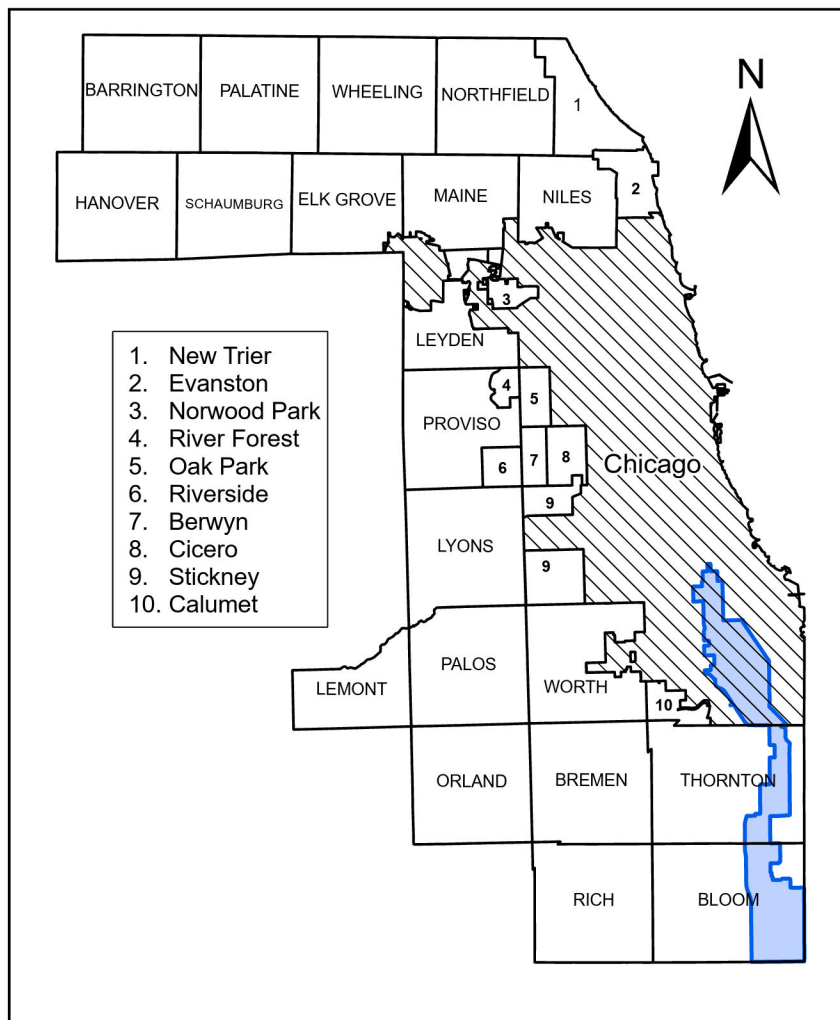 N
BARRINGTON
PALATINE
WHEELING
NORTHFIELD
1
HANOVER
SCHAUMBURG
ELK GROVE
MAINE
NILES
2
3
LEYDEN
1. New Trier
2. Evanston
3. Norwood Park
4. River Forest
5. Oak Park
6. Riverside
7. Berwyn
8. Cicero
9. Stickney
10. Calumet
4
5
PROVISO
6
7
8
Chicago
9
LYONS
9
PALOS
LEMONT
WORTH
10
ORLAND
BREMEN
THORNTON
RICH
BLOOM